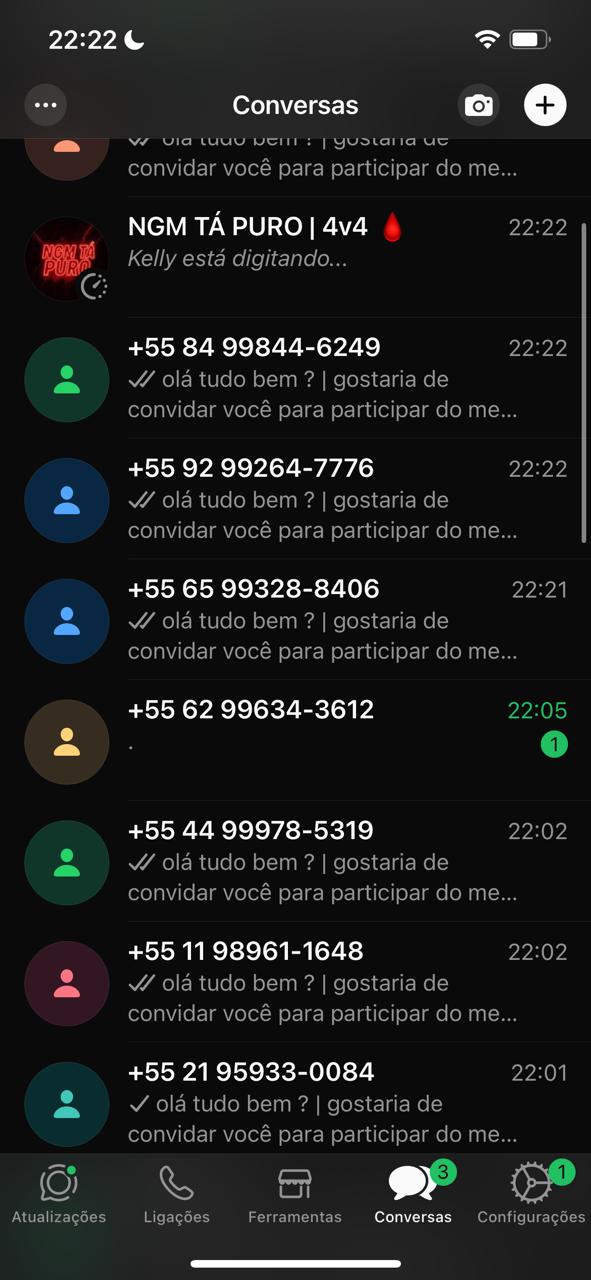 22:22
Conversas
olá tudo bem ? | gostaria de
convidar você para participar do me...
NGM TÁ PURO
NGM TÁ PURO | 4v4 🩸
22:22
Kelly está digitando...
+55 84 99844-6249
22:22
olá tudo bem ? | gostaria de
convidar você para participar do me...
+55 92 99264-7776
22:22
olá tudo bem ? | gostaria de
convidar você para participar do me...
+55 65 99328-8406
22:21
olá tudo bem ? | gostaria de
convidar você para participar do me...
+55 62 99634-3612
22:05
.
1
+55 44 99978-5319
22:02
olá tudo bem ? | gostaria de
convidar você para participar do me...
+55 11 98961-1648
22:02
olá tudo bem ? | gostaria de
convidar você para participar do me...
+55 21 95933-0084
22:01
olá tudo bem ? | gostaria de
convidar você para participar do me...
3
1
Atualizações
Ligações
Ferramentas
Conversas
Configurações